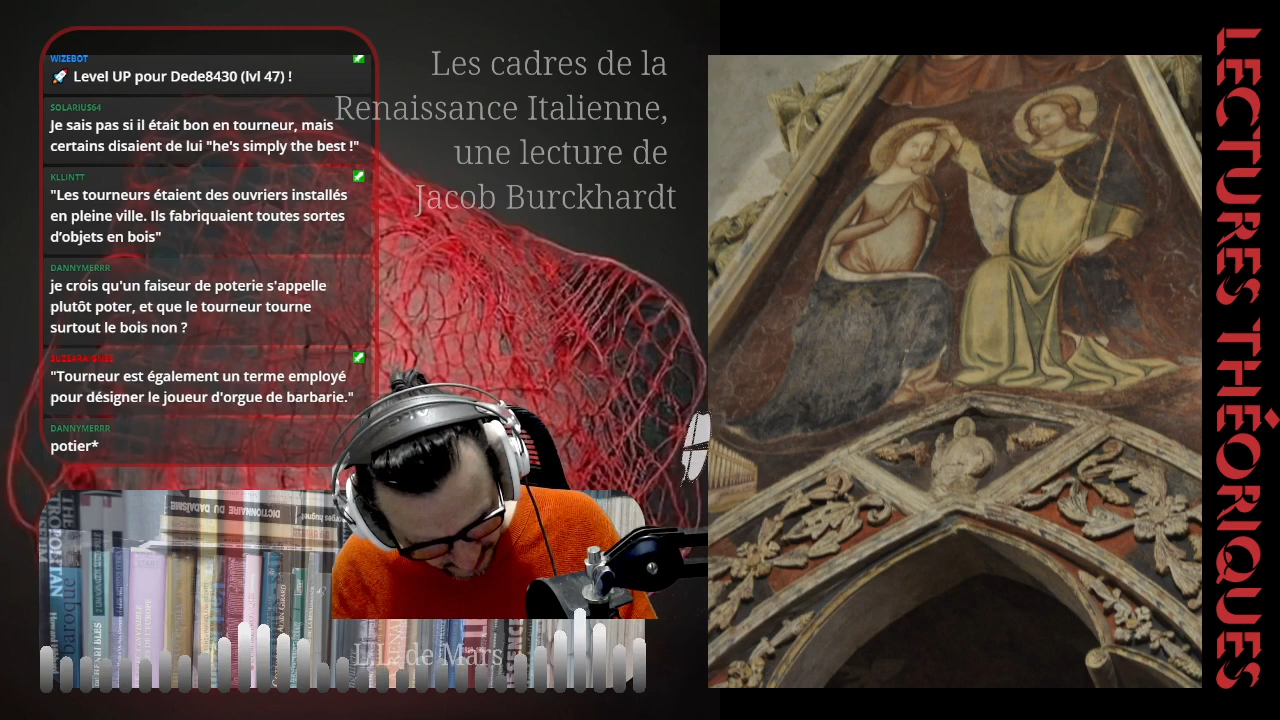 WIZEBOT
🚀 Level UP pour Dede8430 (lvl 47) !
SOLARIUS64
Je sais pas si il était bon en tourneur, mais
certains disaient de lui "he's simply the best !"
KLLINTT
"Les tourneurs étaient des ouvriers installés
en pleine ville. Ils fabriquaient toutes sortes
d’objets en bois"
DANNYMERRR
je crois qu'un faiseur de poterie s'appelle
plutôt poter, et que le tourneur tourne
surtout le bois non ?
"Tourneur est également un terme employé
pour désigner le joueur d'orgue de barbarie."
DANNYMERRR
potier*
Les cadres de la
Renaissance Italienne,
une lecture de
Jacob Burckhardt
DICTIONNAIRE DU DADAÏSME
L.L. de Mars
LECTURES THÉORIQUES